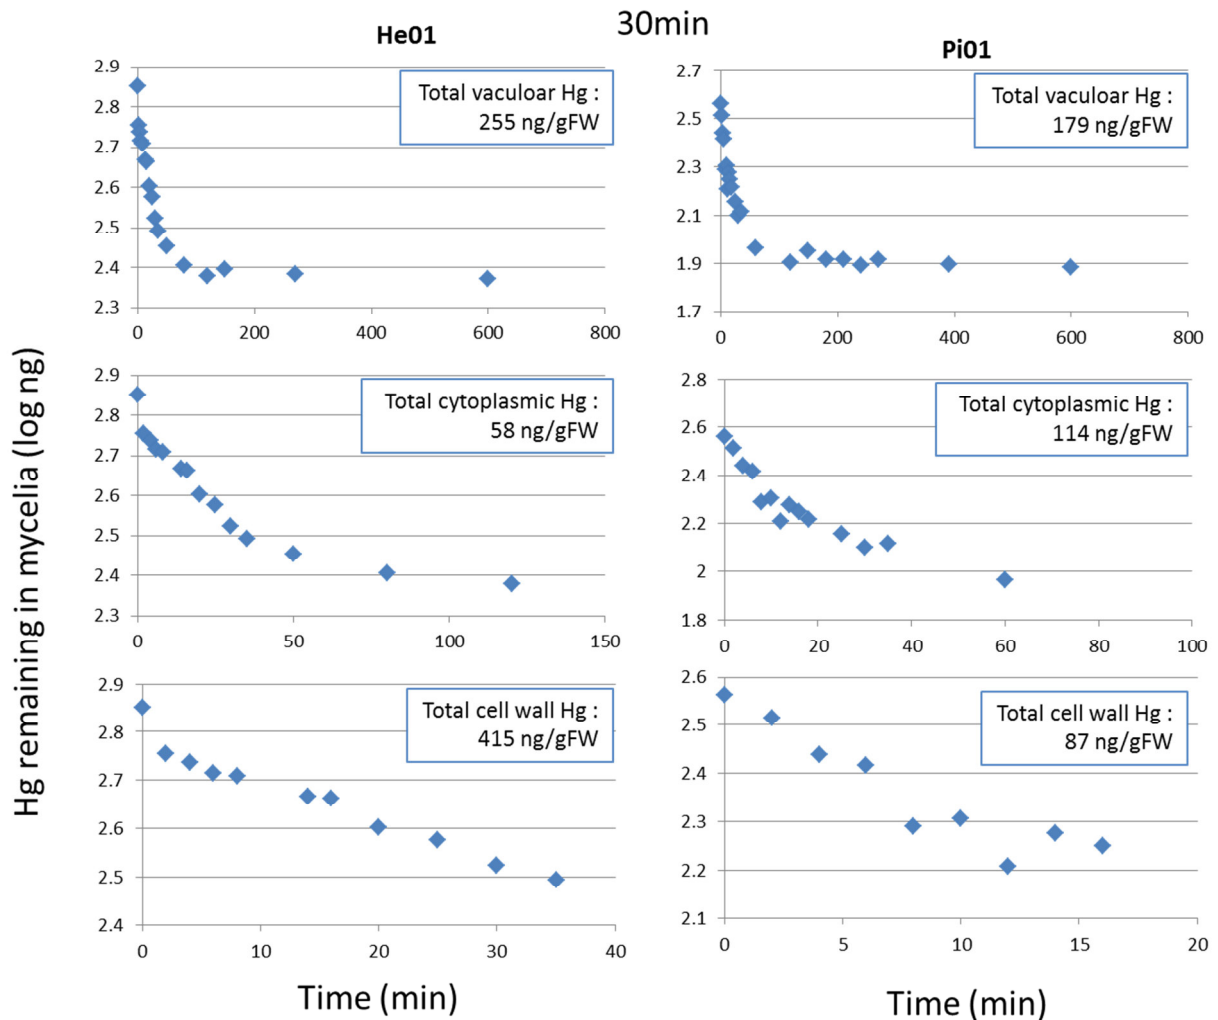 30min
He01
Pi01
Hg remaining in mycelia (log ng)
2.9
2.8
2.7
2.6
2.5
2.4
2.3
0 200 400 600 800
Total vaculoar Hg :
255 ng/gFW
2.7
2.5
2.3
2.1
1.9
1.7
0 200 400 600 800
Total vaculoar Hg :
179 ng/gFW
2.9
2.8
2.7
2.6
2.5
2.4
2.3
0 50 100 150
Total cytoplasmic Hg :
58 ng/gFW
2.8
2.6
2.4
2.2
2
1.8
0 20 40 60 80 100
Total cytoplasmic Hg :
114 ng/gFW
2.9
2.8
2.7
2.6
2.5
2.4
0 10 20 30 40
Total cell wall Hg :
415 ng/gFW
2.6
2.5
2.4
2.3
2.2
2.1
0 5 10 15 20
Total cell wall Hg :
87 ng/gFW
Time (min)
Time (min)